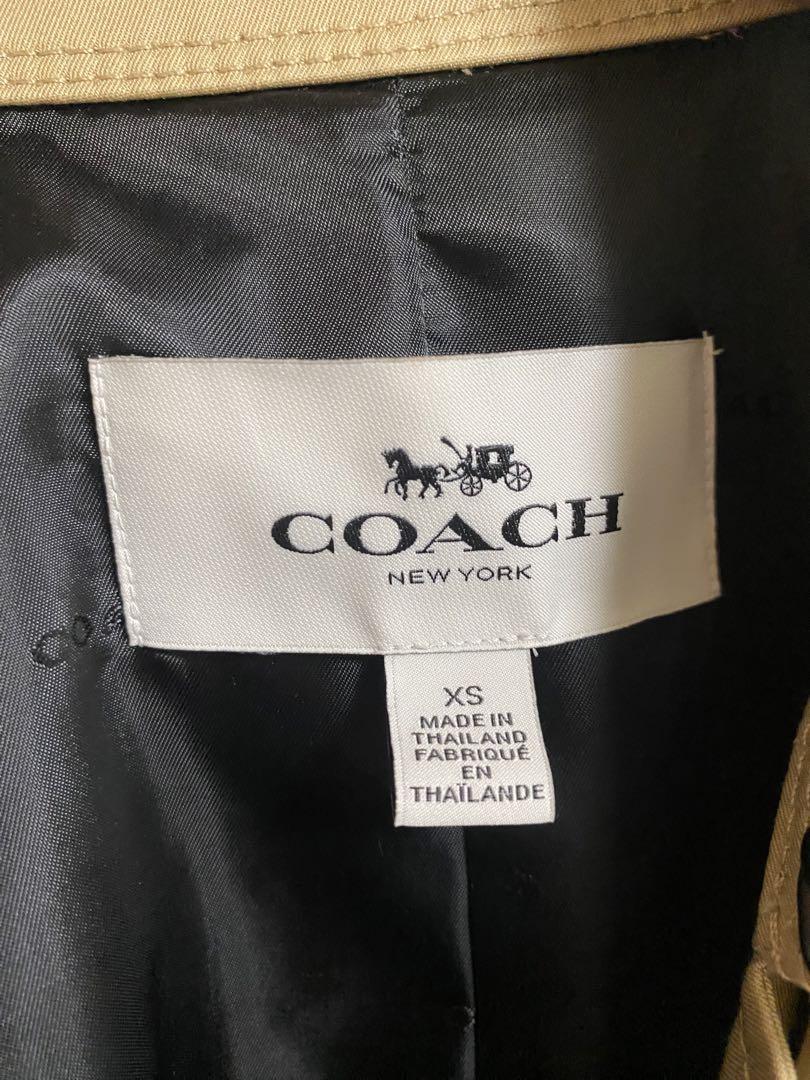 COACH
NEW YORK
XS
MADE IN
THAILAND
FABRIQUÉ
EN
THAÏLANDE